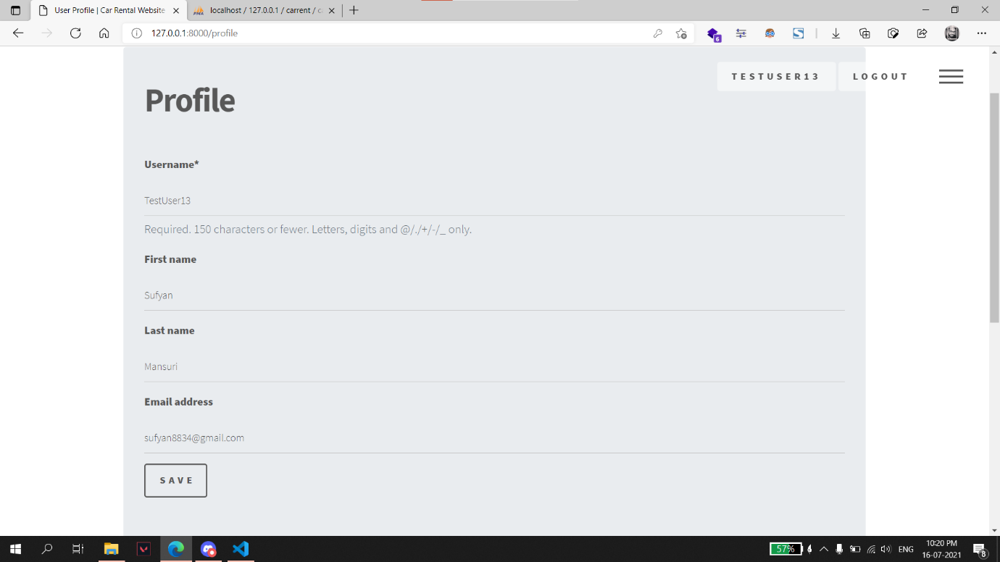 User Profile | Car Rental Website
localhost / 127.0.0.1 / carrent / c
127.0.0.1:8000/profile
6
TESTUSER13
LOGOUT
Profile
Username*
TestUser13
Required. 150 characters or fewer. Letters, digits and @/./+/-/_ only.
First name
Sufyan
Last name
Mansuri
Email address
sufyan8834@gmail.com
SAVE
57%
ENG
10:20 PM
16-07-2021
8